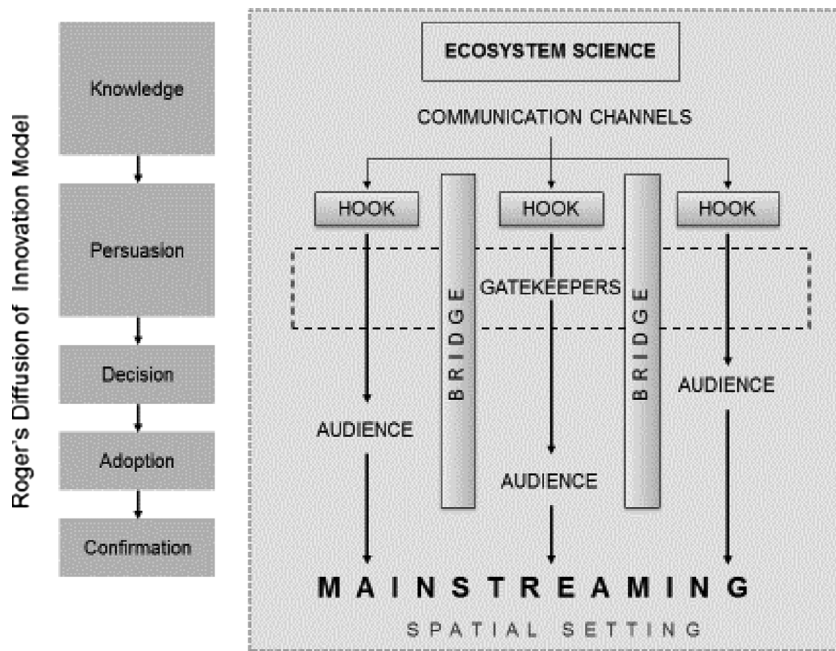 Roger's Diffusion of Innovation Model
Knowledge
Persuasion
Decision
Adoption
Confirmation
ECOSYSTEM SCIENCE
COMMUNICATION CHANNELS
HOOK HOOK HOOK
BRIDGE
GATEKEEPERS
BRIDGE
AUDIENCE
AUDIENCE
AUDIENCE
MAINSTREAMING
SPATIAL SETTING